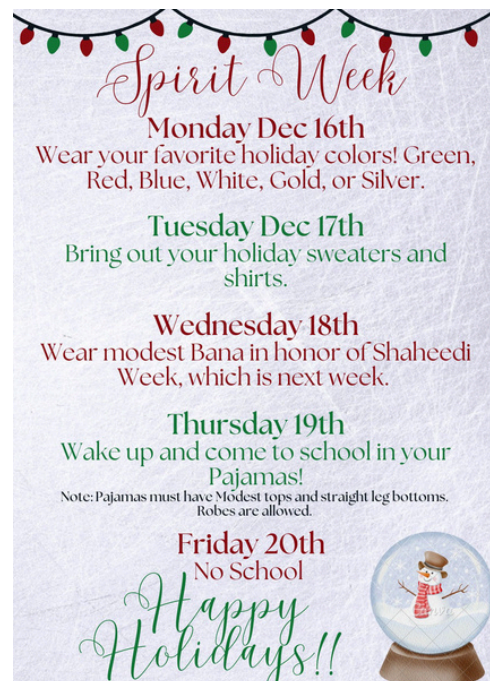 Spirit Week
Monday Dec 16th
Wear your favorite holiday colors! Green,
Red, Blue, White, Gold, or Silver.
Tuesday Dec 17th
Bring out your holiday sweaters and
shirts.
Wednesday 18th
Wear modest Bana in honor of Shaheedi
Week, which is next week.
Thursday 19th
Wake up and come to school in your
Pajamas!
Note: Pajamas must have Modest tops and straight leg bottoms.
Robes are allowed.
Friday 20th
No School
Happy
Holidays!!